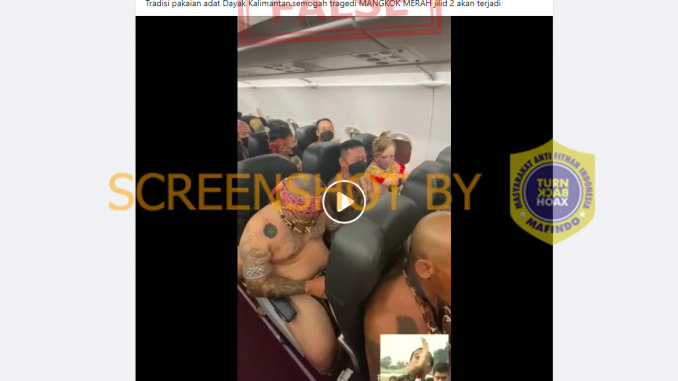 Tradisi pakaian adat Dayak Kalimantan,semogah tragedi MANGKOK MERAH jilid 2 akan terjadi
FALSE
SCREENSHOT BY
MASYARAKAT ANTI FITNAH INDONESIA
TURN
BACK
HOAX
MAFINDO